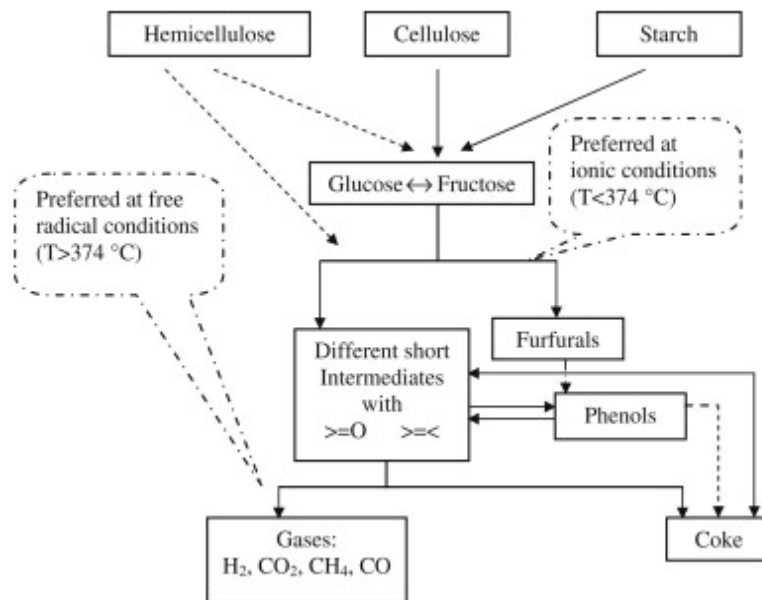 Hemicellulose
Cellulose
Starch
Preferred at free
radical conditions
(T>374 °C)
Glucose↔Fructose
Preferred at
ionic conditions
(T<374 °C)
Different short
Intermediates
with
>=O >=<
Furfurals
Phenols
Gases:
H₂, CO₂, CH₄, CO
Coke